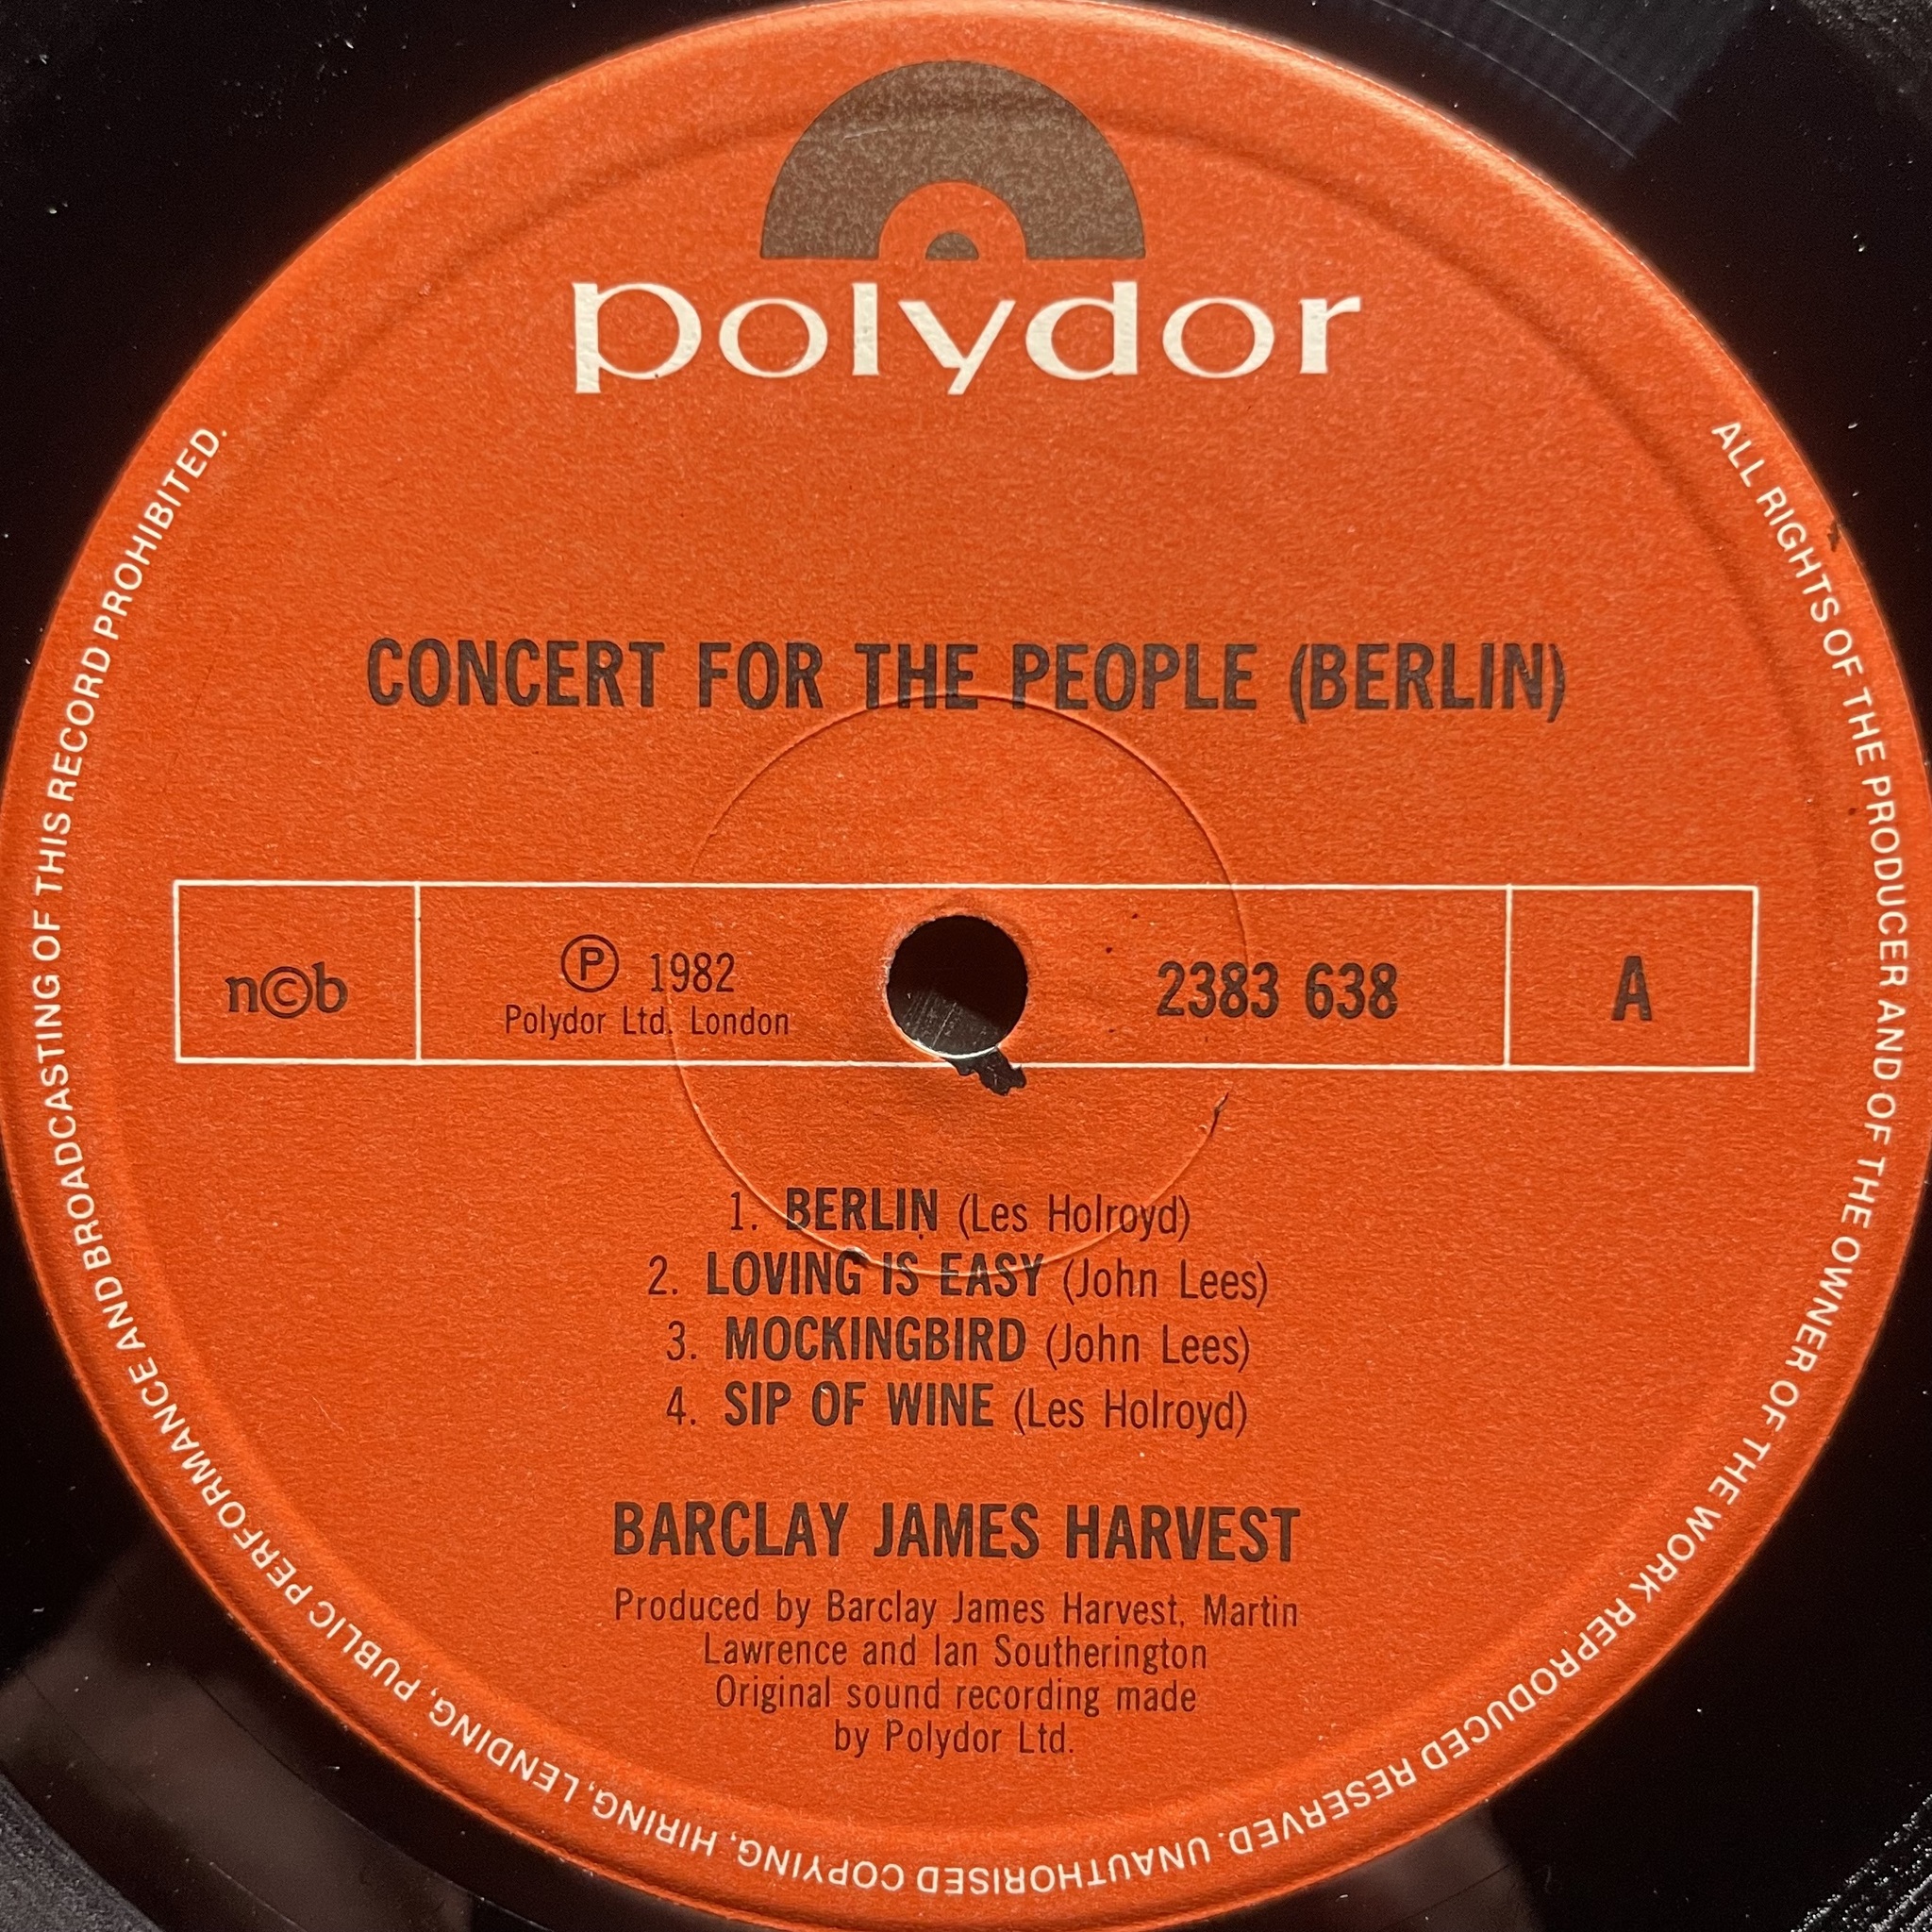 polydor
CONCERT FOR THE PEOPLE (BERLIN)
n©b
Ⓟ 1982
Polydor Ltd. London
2383 638
A
1. BERLIN (Les Holroyd)
2. LOVING IS EASY (John Lees)
3. MOCKINGBIRD (John Lees)
4. SIP OF WINE (Les Holroyd)
BARCLAY JAMES HARVEST
Produced by Barclay James Harvest, Martin
Lawrence and Ian Southerington
Original sound recording made
by Polydor Ltd.
ALL RIGHTS OF THE PRODUCER AND OF THE OWNER OF THE WORK REPRODUCED RESERVED. UNAUTHORISED COPYING, HIRING, LENDING, PUBLIC PERFORMANCE AND BROADCASTING OF THIS RECORD PROHIBITED.